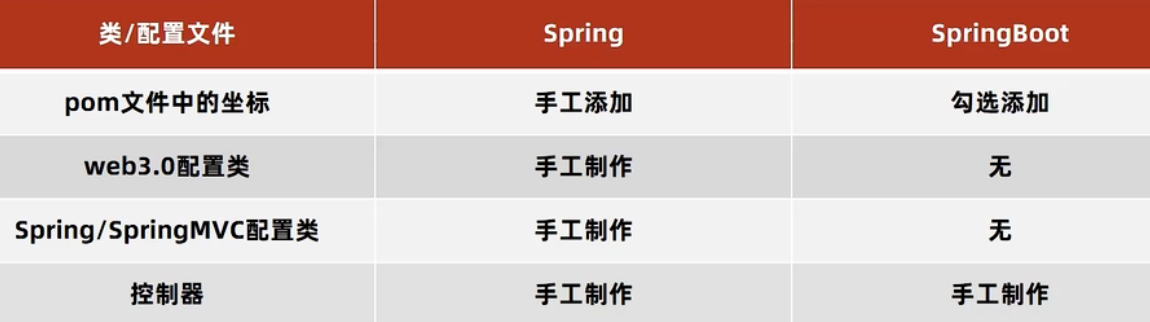 类/配置文件 Spring SpringBoot
pom文件中的坐标 手工添加 勾选添加
web3.0配置类 手工制作 无
Spring/SpringMVC配置类 手工制作 无
控制器 手工制作 手工制作